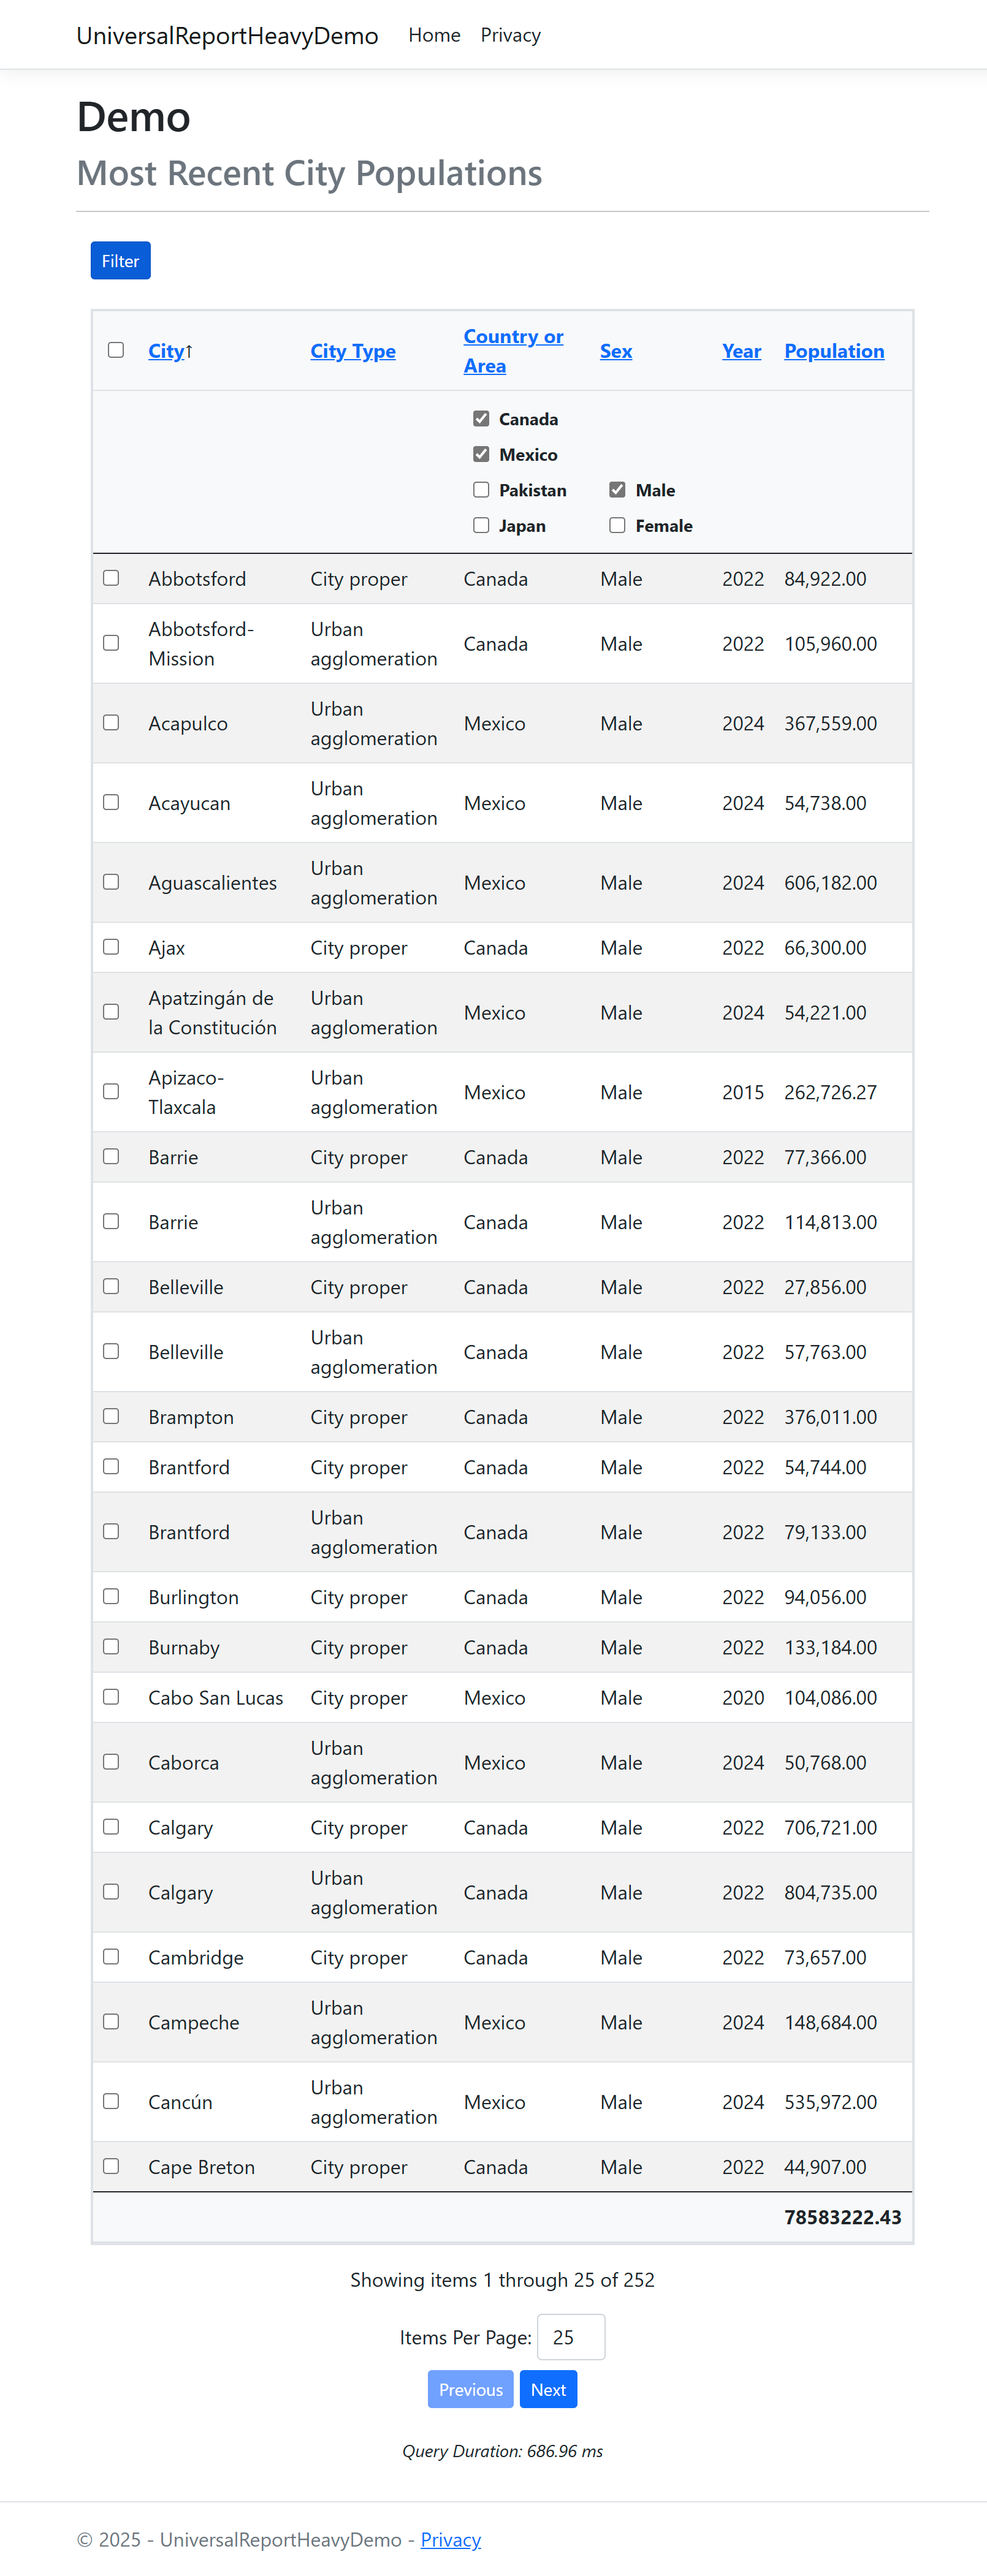 UniversalReportHeavyDemo Home Privacy
Demo
Most Recent City Populations
Filter
City↑ City Type Country or Area Sex Year Population
Canada
Mexico
Pakistan Male
Japan Female
Abbotsford City proper Canada Male 2022 84,922.00
Abbotsford-Mission Urban agglomeration Canada Male 2022 105,960.00
Acapulco Urban agglomeration Mexico Male 2024 367,559.00
Acayucan Urban agglomeration Mexico Male 2024 54,738.00
Aguascalientes Urban agglomeration Mexico Male 2024 606,182.00
Ajax City proper Canada Male 2022 66,300.00
Apatzingán de la Constitución Urban agglomeration Mexico Male 2024 54,221.00
Apizaco-Tlaxcala Urban agglomeration Mexico Male 2015 262,726.27
Barrie City proper Canada Male 2022 77,366.00
Barrie Urban agglomeration Canada Male 2022 114,813.00
Belleville City proper Canada Male 2022 27,856.00
Belleville Urban agglomeration Canada Male 2022 57,763.00
Brampton City proper Canada Male 2022 376,011.00
Brantford City proper Canada Male 2022 54,744.00
Brantford Urban agglomeration Canada Male 2022 79,133.00
Burlington City proper Canada Male 2022 94,056.00
Burnaby City proper Canada Male 2022 133,184.00
Cabo San Lucas City proper Mexico Male 2020 104,086.00
Caborca Urban agglomeration Mexico Male 2024 50,768.00
Calgary City proper Canada Male 2022 706,721.00
Calgary Urban agglomeration Canada Male 2022 804,735.00
Cambridge City proper Canada Male 2022 73,657.00
Campeche Urban agglomeration Mexico Male 2024 148,684.00
Cancún Urban agglomeration Mexico Male 2024 535,972.00
Cape Breton City proper Canada Male 2022 44,907.00
78583222.43
Showing items 1 through 25 of 252
Items Per Page: 25
Previous Next
Query Duration: 686.96 ms
© 2025 - UniversalReportHeavyDemo - Privacy